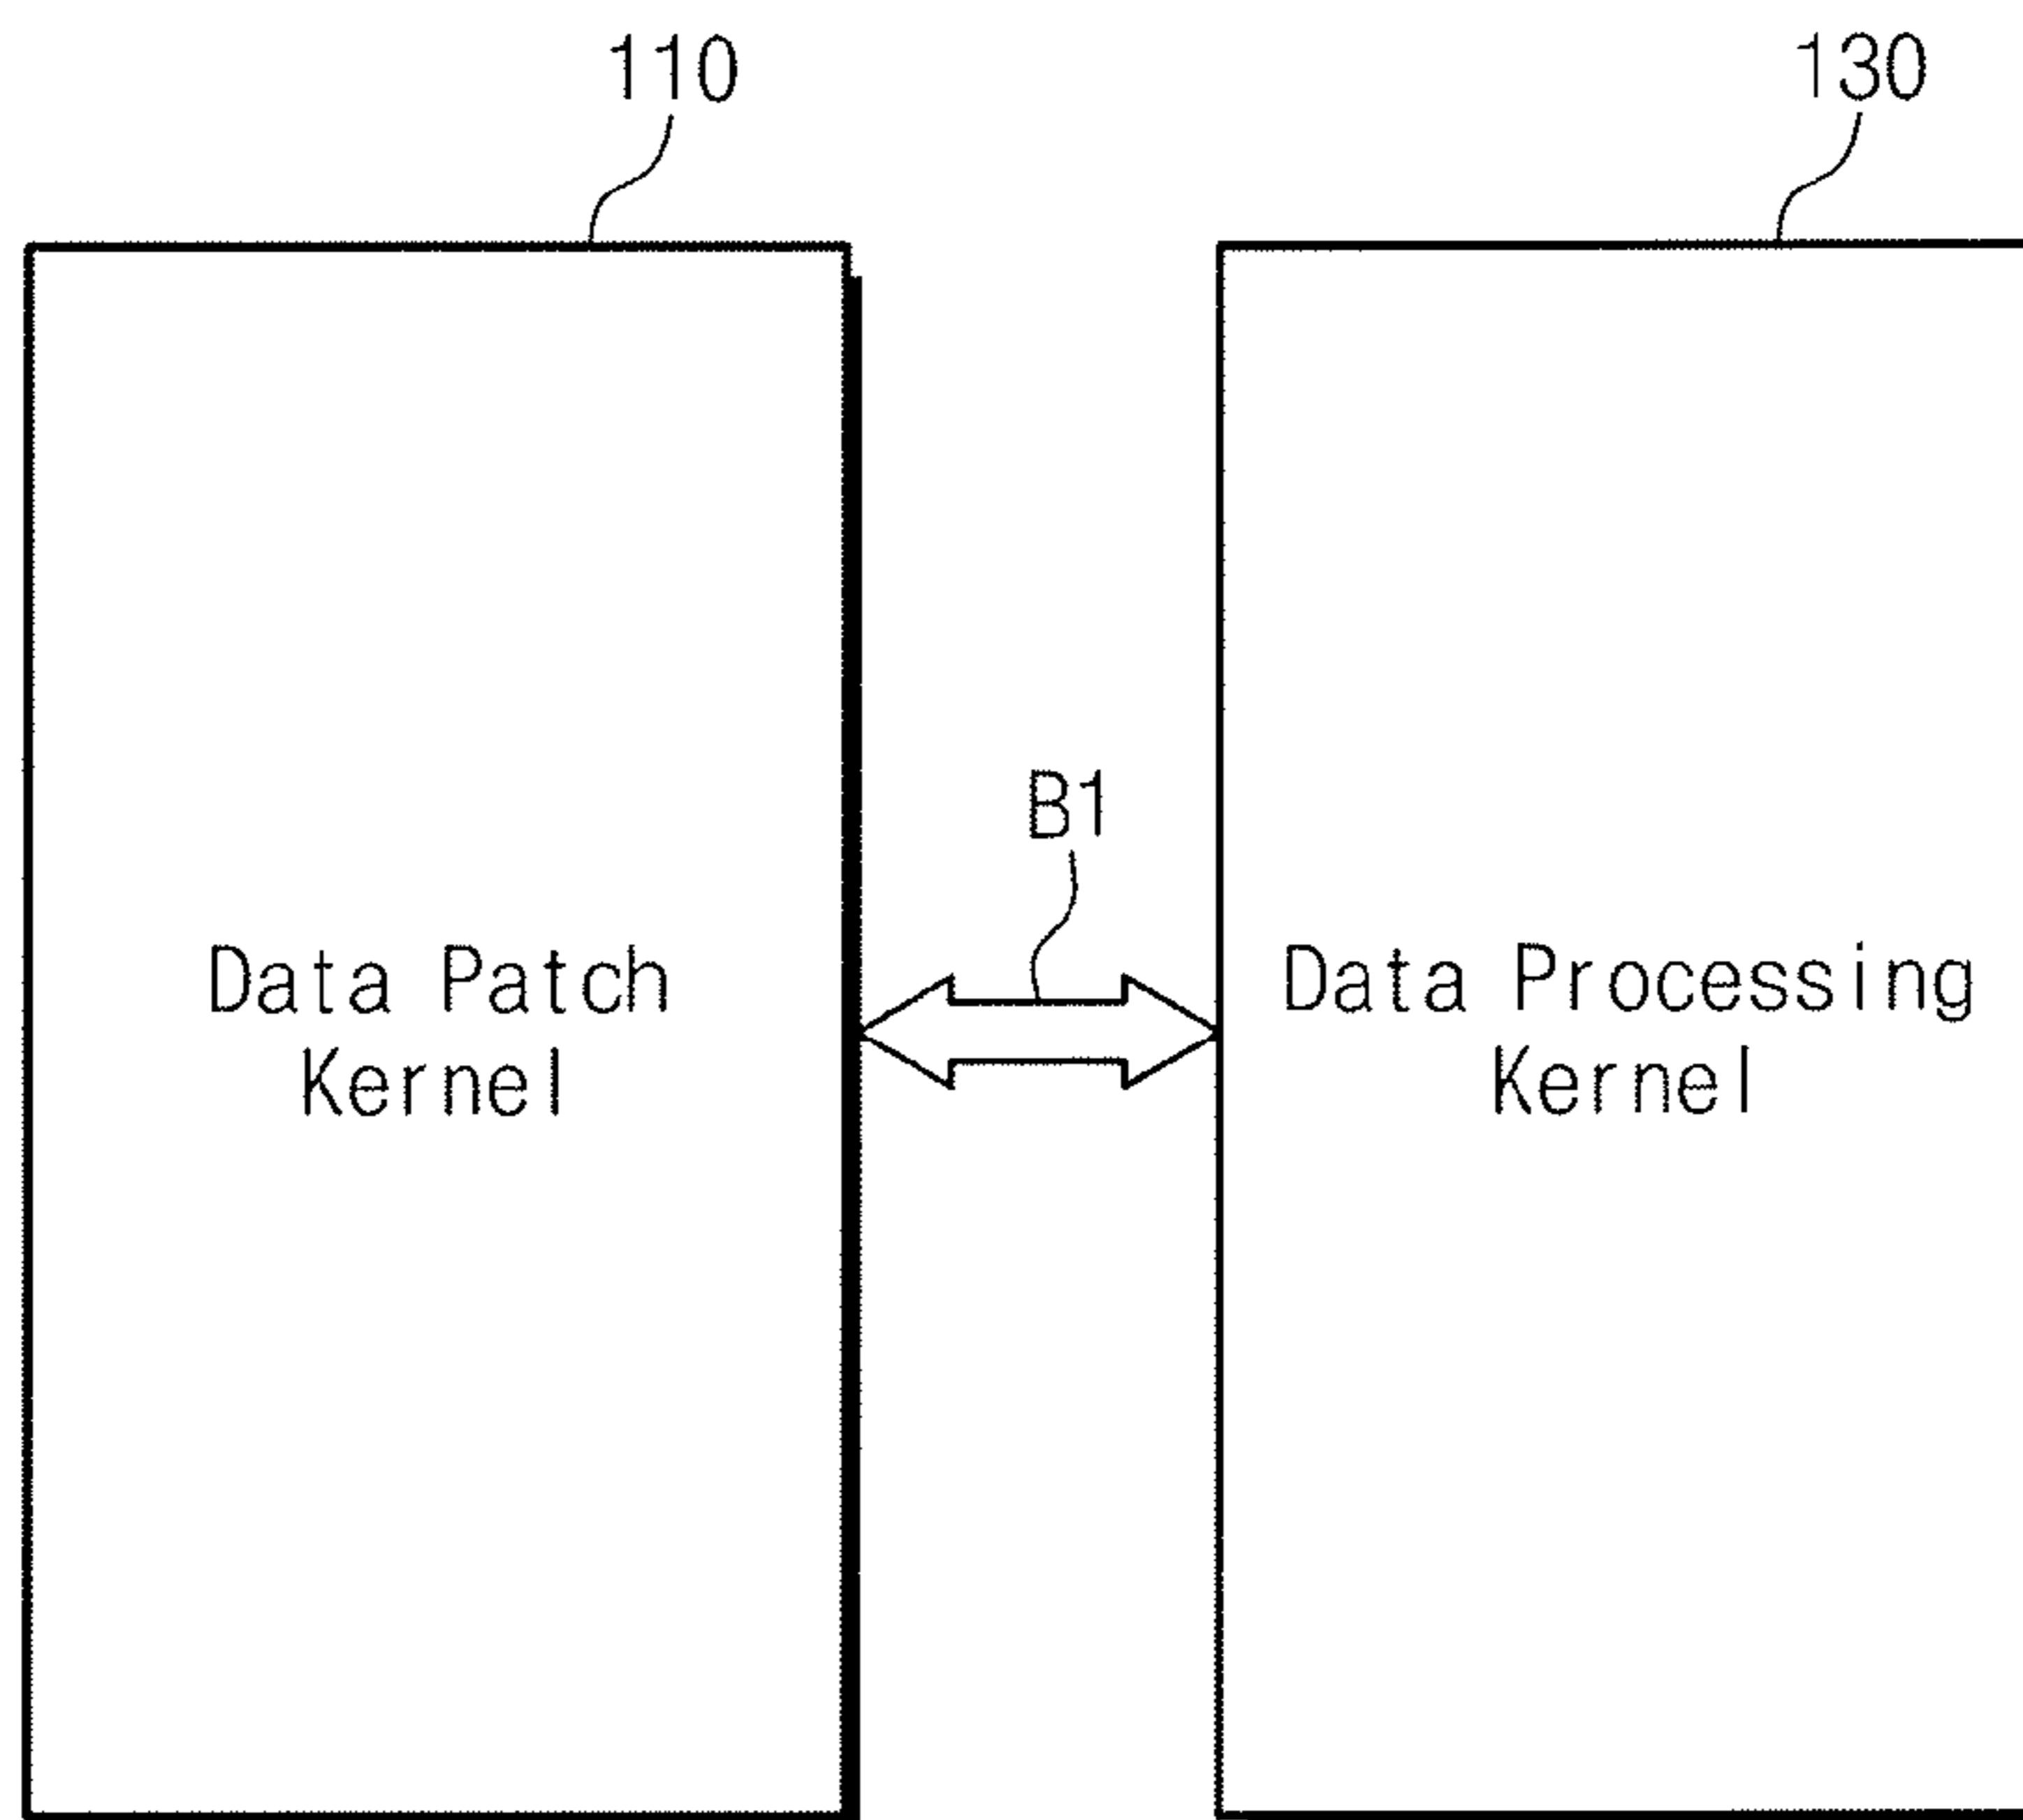 110
130
B1
Data Patch
Kernel
Data Processing
Kernel